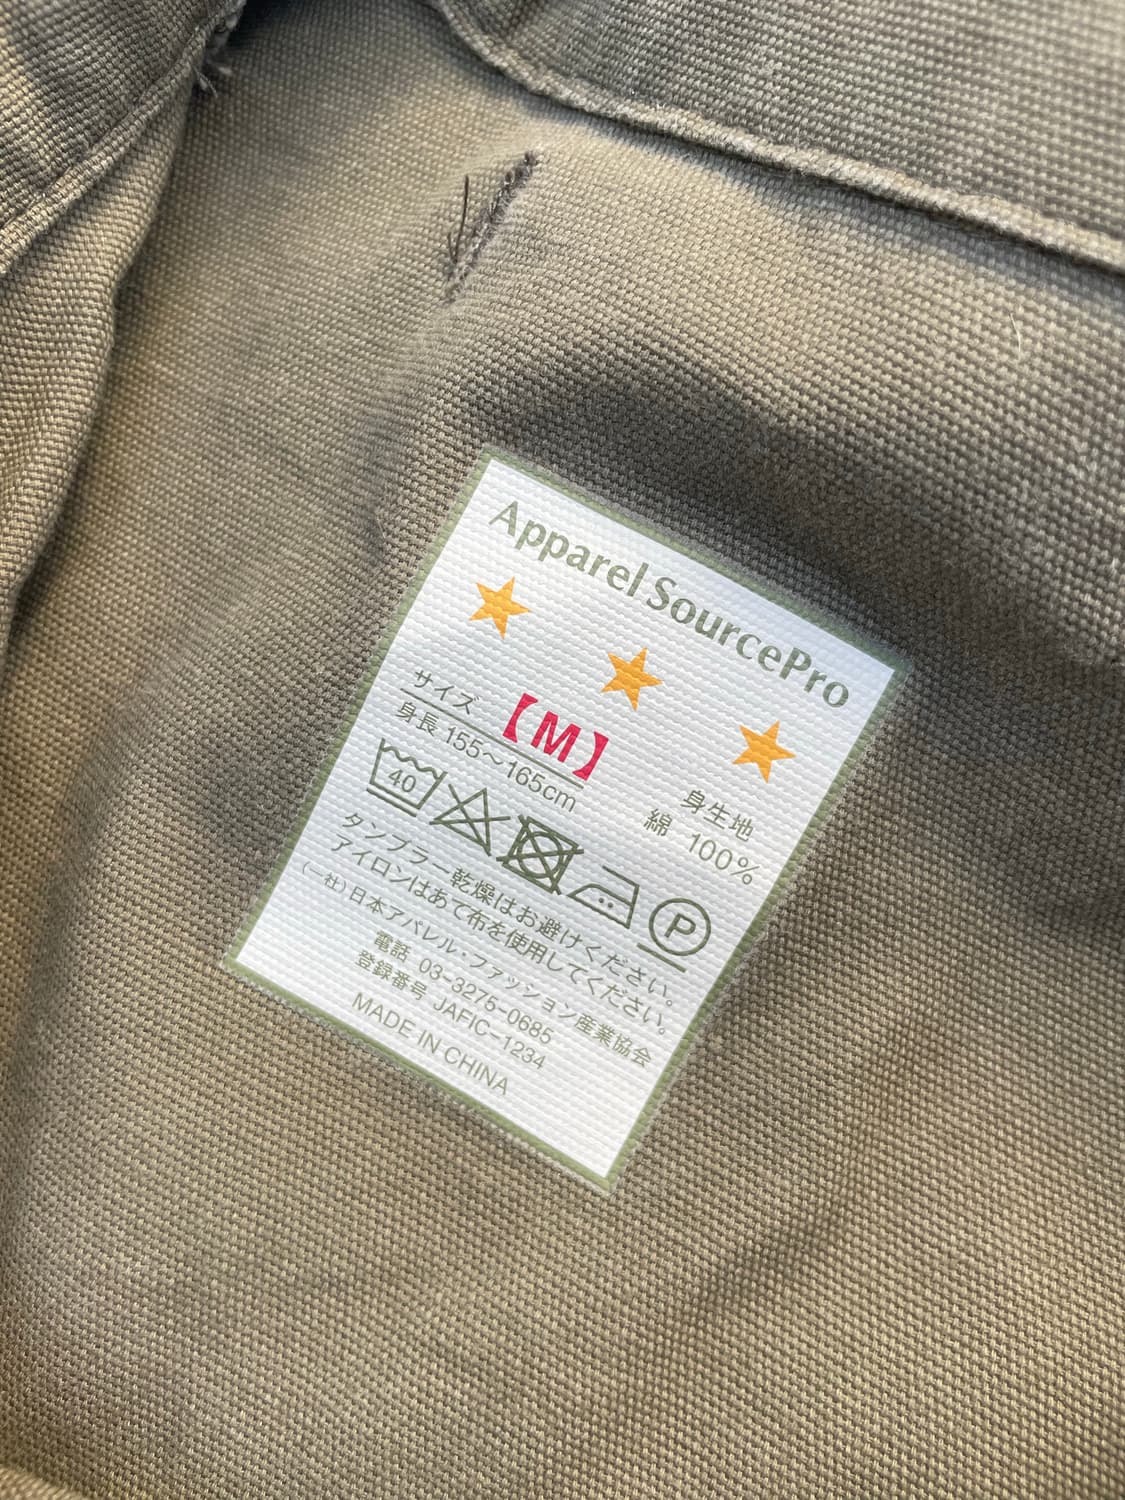 Apparel SourcePro
サイズ 【M】
身長 155～165cm
身生地
綿 100%
40
P
タンブラー乾燥はお避けください。
アイロンはあて布を使用してください。
(一社)日本アパレル・ファッション産業協会
電話 03-3275-0685
登録番号 JAFIC-1234
MADE IN CHINA